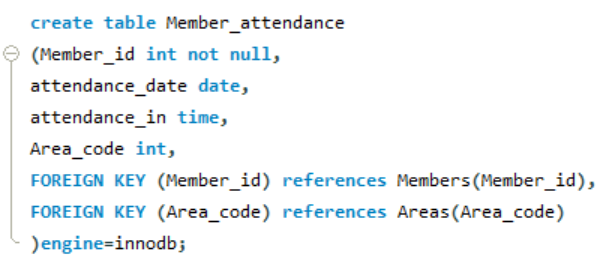 create table Member_attendance
(Member_id int not null,
attendance_date date,
attendance_in time,
Area_code int,
FOREIGN KEY (Member_id) references Members(Member_id),
FOREIGN KEY (Area_code) references Areas(Area_code)
)engine=innodb;